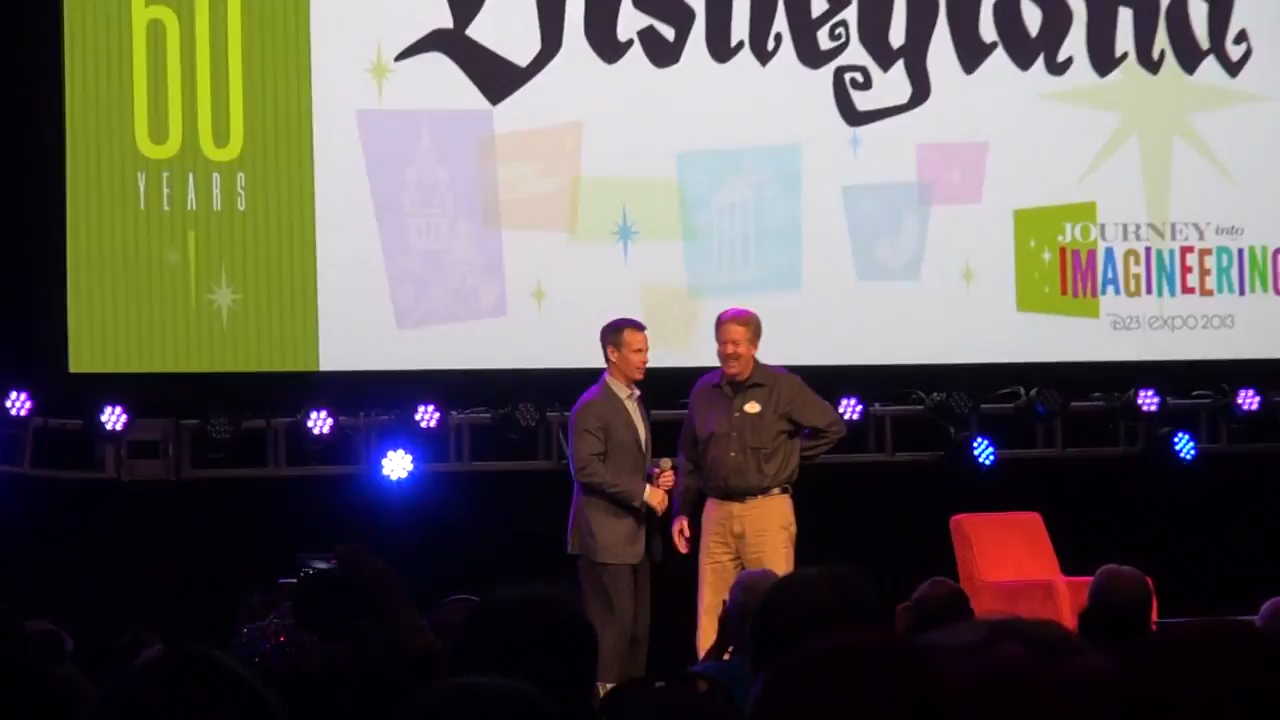 60
YEARS
Disneyland
JOURNEY into
IMAGINEERING
D23 expo 2013